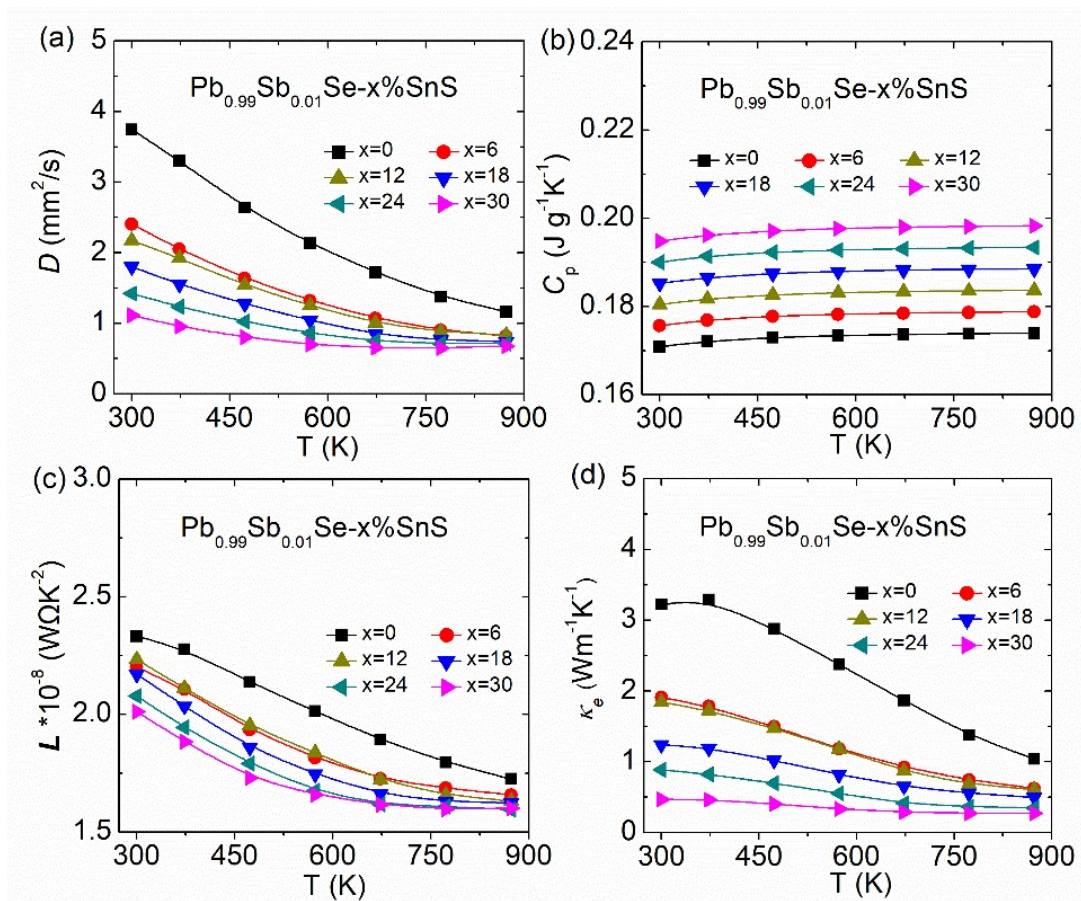 (a)
Pb0.99Sb0.01Se-x%SnS
x=0 x=6
x=12 x=18
x=24 x=30
D (mm2/s)
5
4
3
2
1
0
300 450 600 750 900
T (K)
(b)
Pb0.99Sb0.01Se-x%SnS
x=0 x=6 x=12
x=18 x=24 x=30
Cp (J g-1K-1)
0.24
0.22
0.20
0.18
0.16
300 450 600 750 900
T (K)
(c)
Pb0.99Sb0.01Se-x%SnS
x=0 x=6
x=12 x=18
x=24 x=30
L *10-8 (WΩK-2)
3.0
2.5
2.0
1.5
300 450 600 750 900
T (K)
(d)
Pb0.99Sb0.01Se-x%SnS
x=0 x=6
x=12 x=18
x=24 x=30
κe (Wm-1K-1)
5
4
3
2
1
0
300 450 600 750 900
T (K)